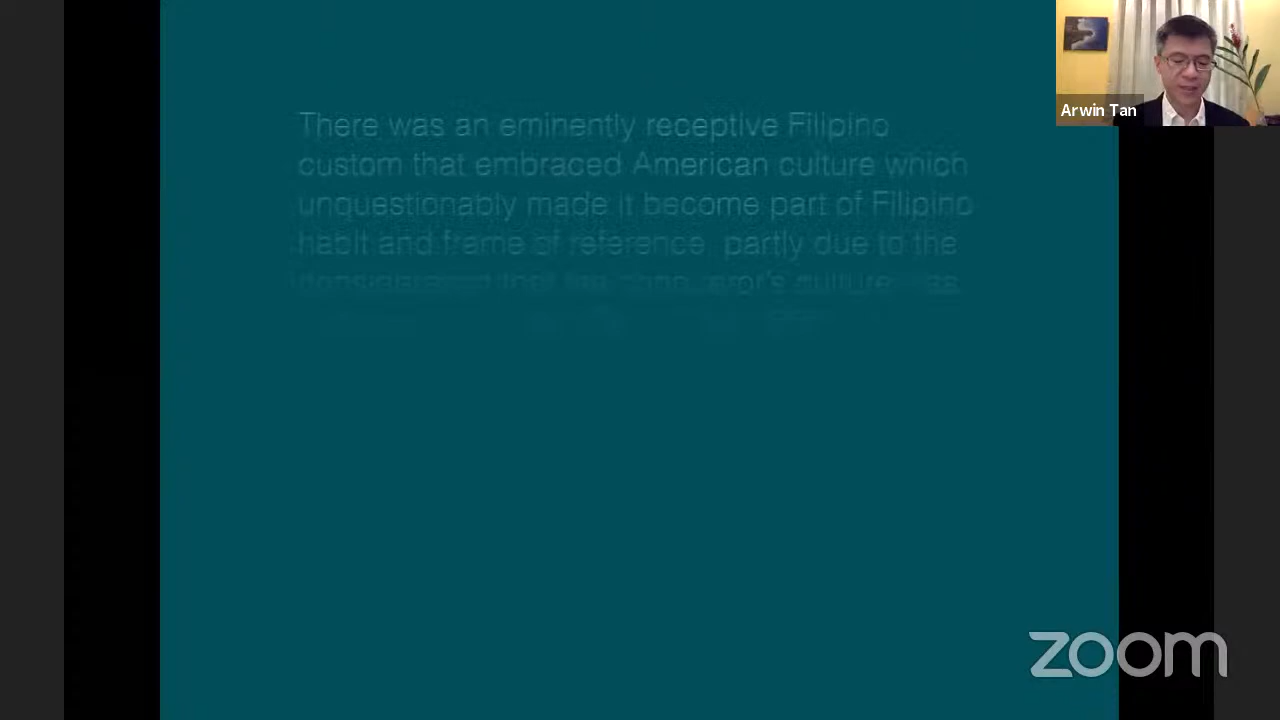 There was an eminently receptive Filipino
custom that embraced American culture which
unquestionably made it become part of Filipino
habit and frame of reference partly due to the
culture
Arwin Tan
zoom